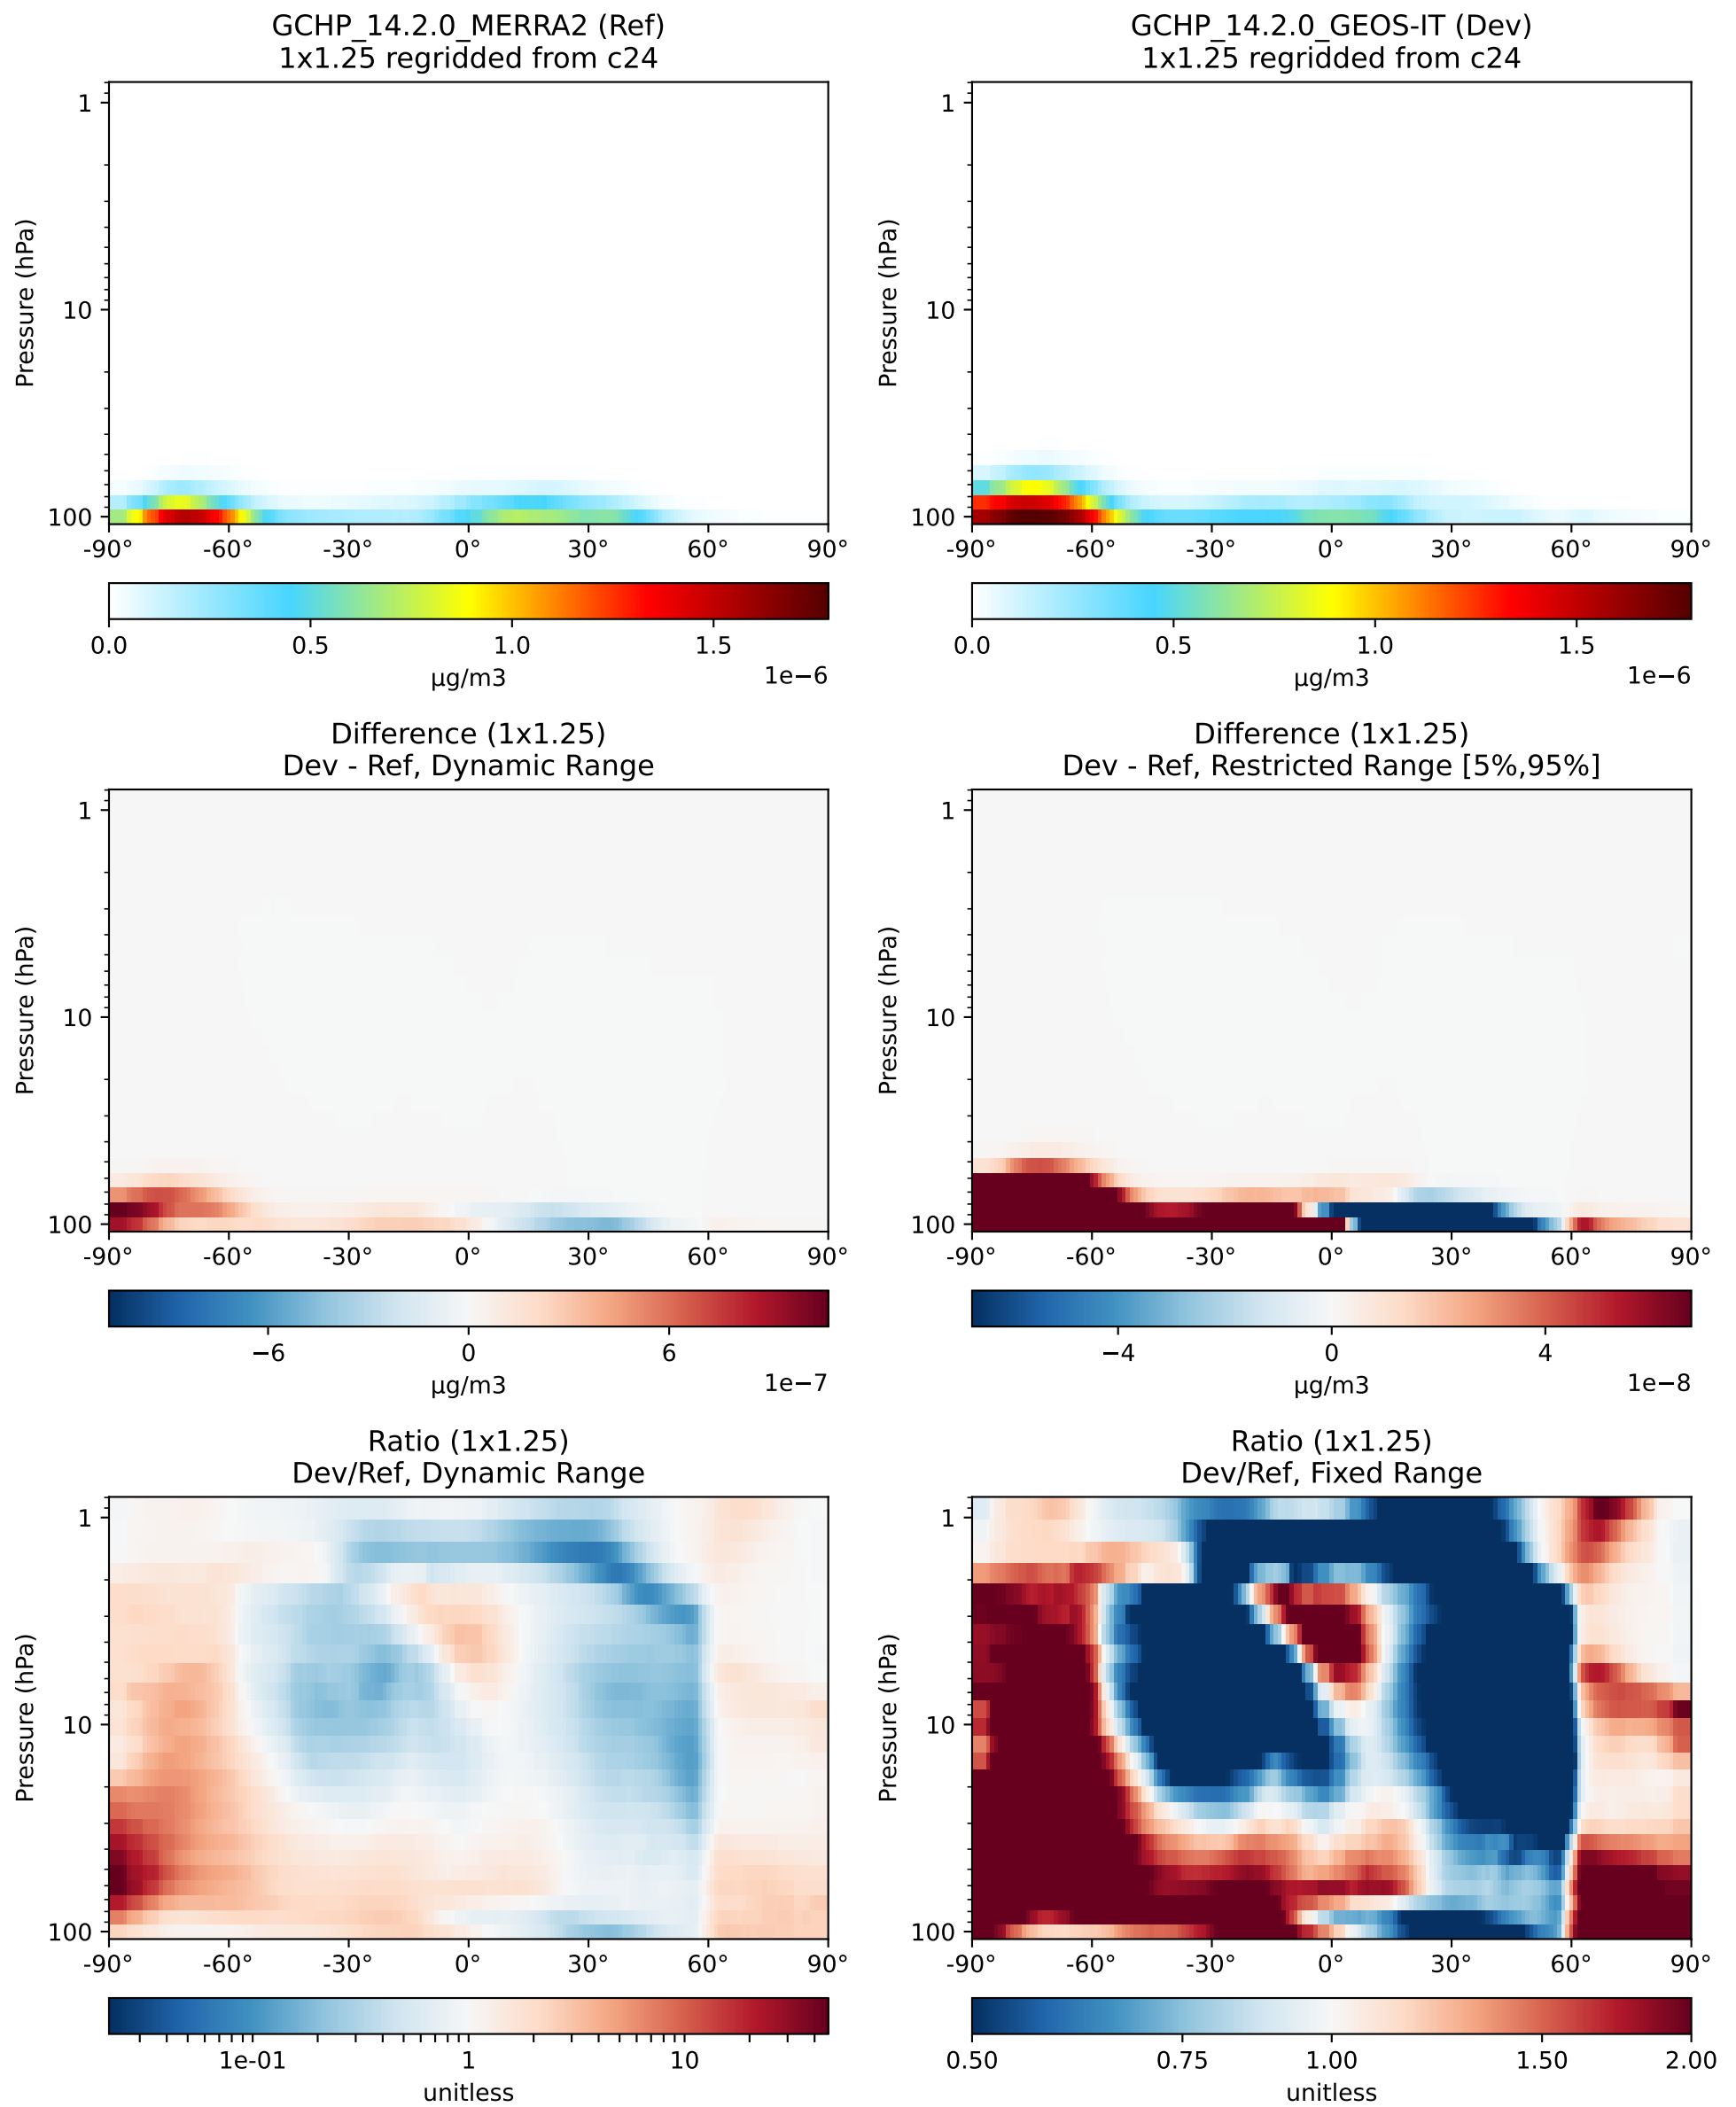 GCHP_14.2.0_MERRA2 (Ref)
1x1.25 regridded from c24
1
10
100
Pressure (hPa)
-90°
-60°
-30°
0°
30°
60°
90°
0.0
0.5
1.0
1.5
µg/m3
1e−6
GCHP_14.2.0_GEOS-IT (Dev)
1x1.25 regridded from c24
1
10
100
Pressure (hPa)
-90°
-60°
-30°
0°
30°
60°
90°
0.0
0.5
1.0
1.5
µg/m3
1e−6
Difference (1x1.25)
Dev - Ref, Dynamic Range
1
10
100
Pressure (hPa)
-90°
-60°
-30°
0°
30°
60°
90°
−6
0
6
µg/m3
1e−7
Difference (1x1.25)
Dev - Ref, Restricted Range [5%,95%]
1
10
100
Pressure (hPa)
-90°
-60°
-30°
0°
30°
60°
90°
−4
0
4
µg/m3
1e−8
Ratio (1x1.25)
Dev/Ref, Dynamic Range
1
10
100
Pressure (hPa)
-90°
-60°
-30°
0°
30°
60°
90°
1e-01
1
10
unitless
Ratio (1x1.25)
Dev/Ref, Fixed Range
1
10
100
Pressure (hPa)
-90°
-60°
-30°
0°
30°
60°
90°
0.50
0.75
1.00
1.50
2.00
unitless